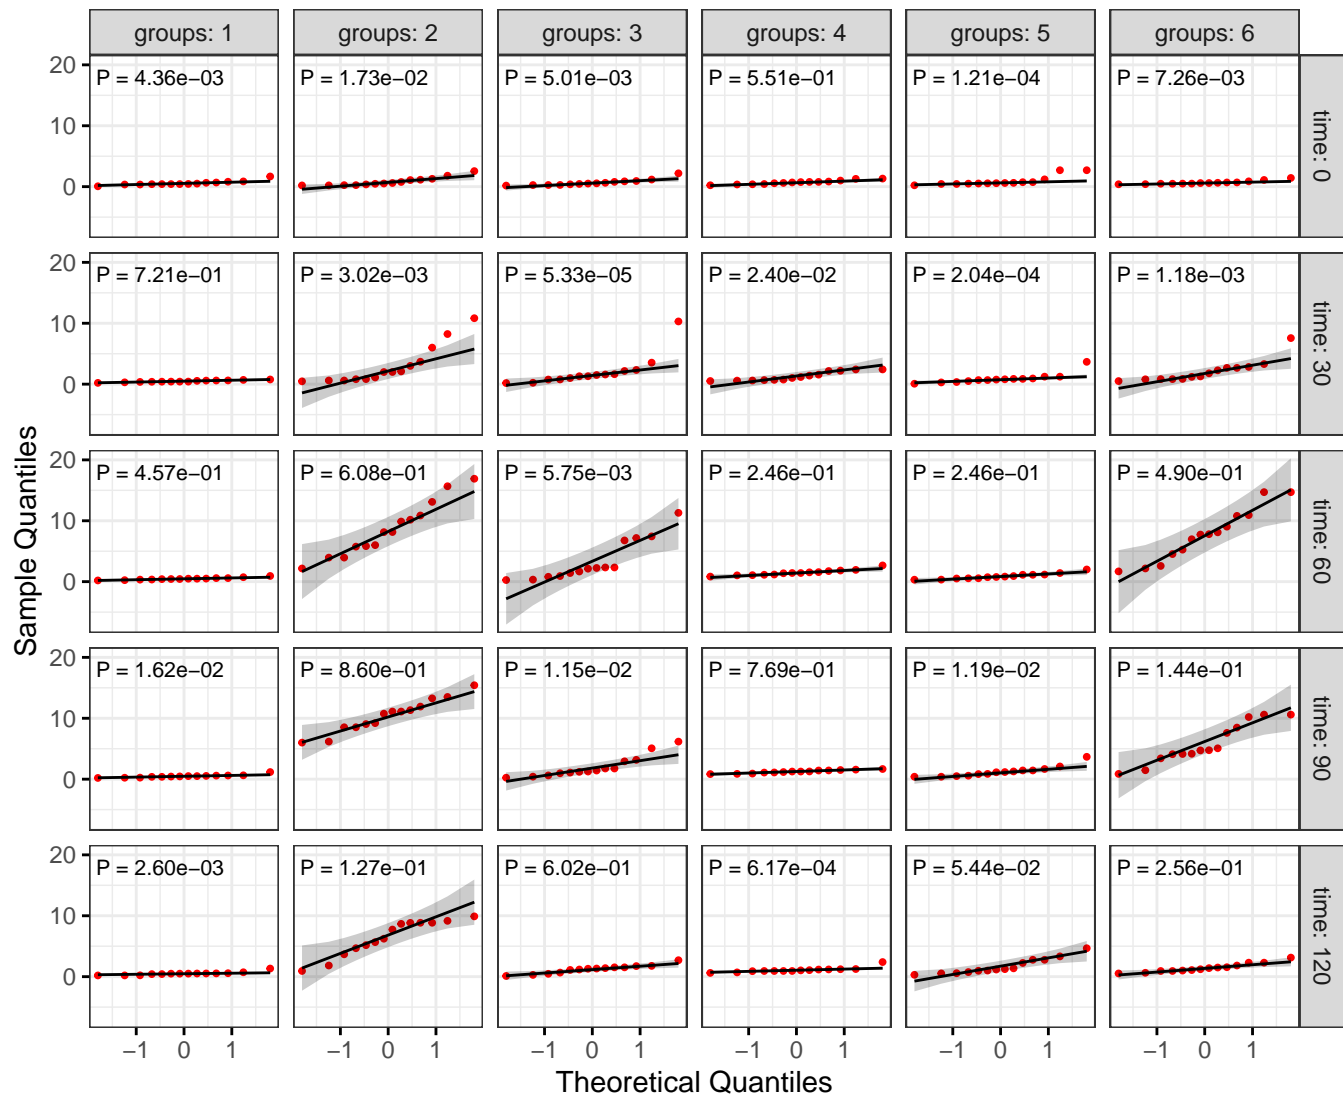 groups: 1 groups: 2 groups: 3 groups: 4 groups: 5 groups: 6
20 P = 4.36e−03 P = 1.73e−02 P = 5.01e−03 P = 5.51e−01 P = 1.21e−04 P = 7.26e−03
10
0
time: 0
20 P = 7.21e−01 P = 3.02e−03 P = 5.33e−05 P = 2.40e−02 P = 2.04e−04 P = 1.18e−03
10
0
time: 30
20 P = 4.57e−01 P = 6.08e−01 P = 5.75e−03 P = 2.46e−01 P = 2.46e−01 P = 4.90e−01
10
0
time: 60
20 P = 1.62e−02 P = 8.60e−01 P = 1.15e−02 P = 7.69e−01 P = 1.19e−02 P = 1.44e−01
10
0
time: 90
20 P = 2.60e−03 P = 1.27e−01 P = 6.02e−01 P = 6.17e−04 P = 5.44e−02 P = 2.56e−01
10
0
time: 120
−1 0 1 −1 0 1 −1 0 1 −1 0 1 −1 0 1 −1 0 1
Theoretical Quantiles
Sample Quantiles